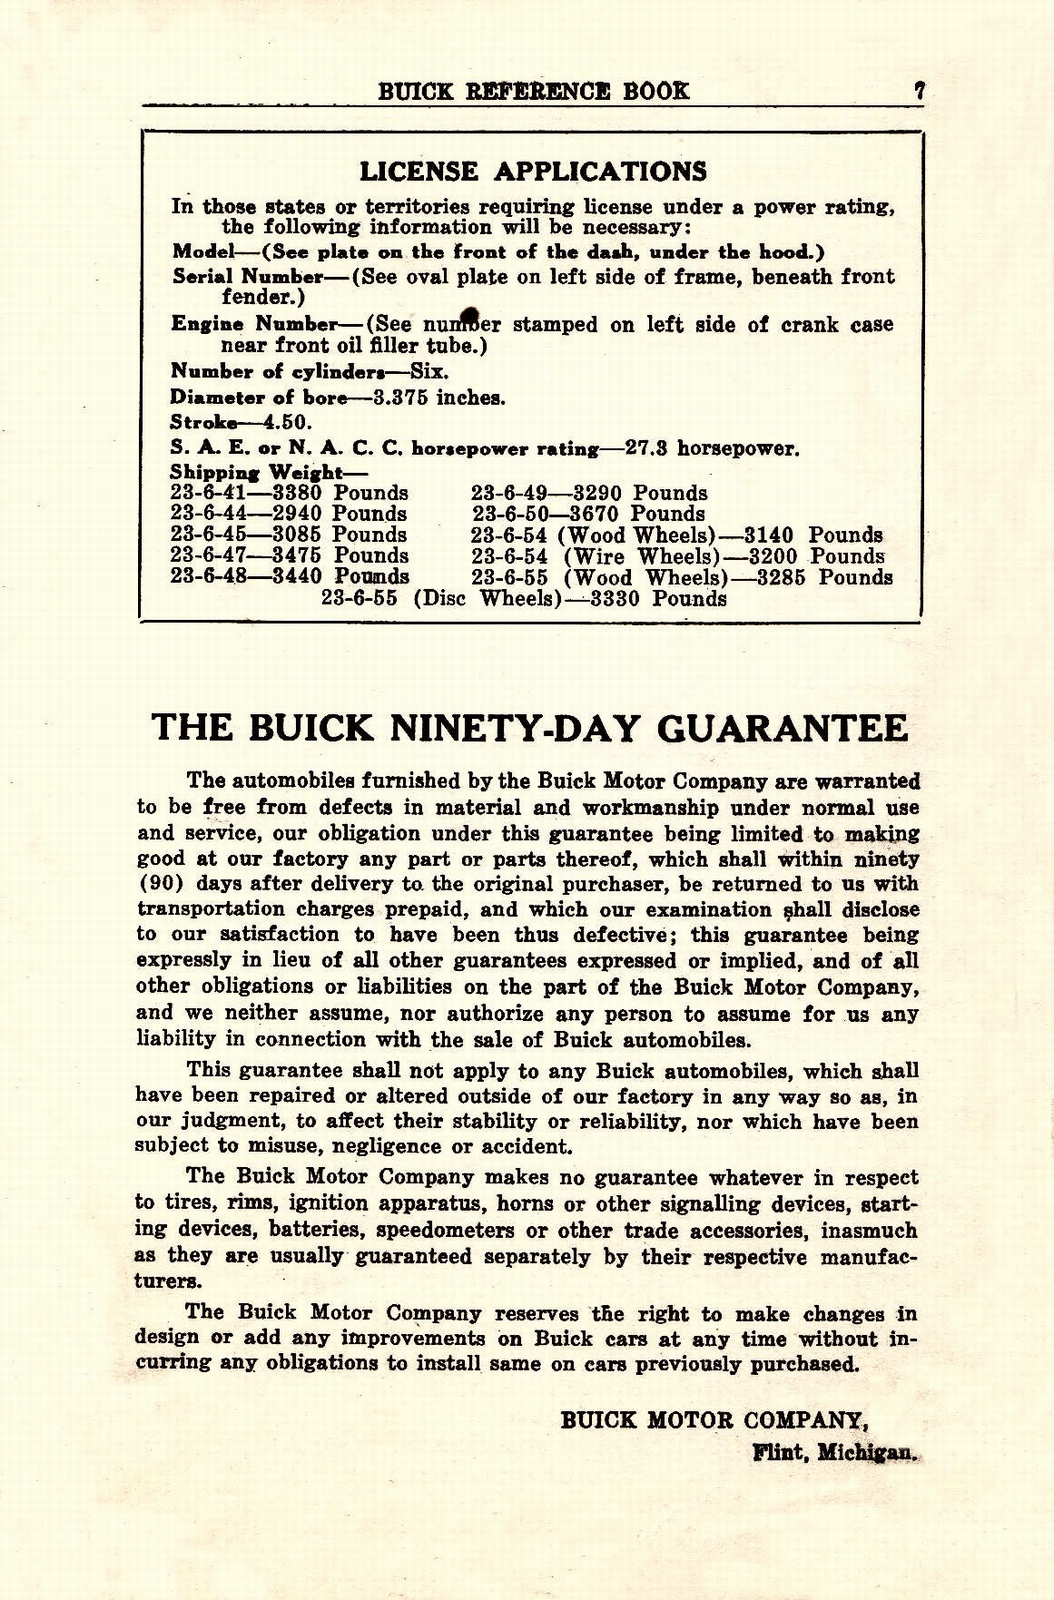 BUICK REFERENCE BOOK 7
LICENSE APPLICATIONS
In those states or territories requiring license under a power rating,
the following information will be necessary:
Model—(See plate on the front of the dash, under the hood.)
Serial Number—(See oval plate on left side of frame, beneath front
fender.)
Engine Number—(See number stamped on left side of crank case
near front oil filler tube.)
Number of cylinders—Six.
Diameter of bore—3.375 inches.
Stroke—4.50.
S. A. E. or N. A. C. C. horsepower rating—27.3 horsepower.
Shipping Weight—
23-6-41—3380 Pounds 23-6-49—3290 Pounds
23-6-44—2940 Pounds 23-6-50—3670 Pounds
23-6-45—3085 Pounds 23-6-54 (Wood Wheels)—3140 Pounds
23-6-47—3475 Pounds 23-6-54 (Wire Wheels)—3200 Pounds
23-6-48—3440 Pounds 23-6-55 (Wood Wheels)—3285 Pounds
23-6-55 (Disc Wheels)—3330 Pounds
THE BUICK NINETY-DAY GUARANTEE
The automobiles furnished by the Buick Motor Company are warranted
to be free from defects in material and workmanship under normal use
and service, our obligation under this guarantee being limited to making
good at our factory any part or parts thereof, which shall within ninety
(90) days after delivery to the original purchaser, be returned to us with
transportation charges prepaid, and which our examination shall disclose
to our satisfaction to have been thus defective; this guarantee being
expressly in lieu of all other guarantees expressed or implied, and of all
other obligations or liabilities on the part of the Buick Motor Company,
and we neither assume, nor authorize any person to assume for us any
liability in connection with the sale of Buick automobiles.
This guarantee shall not apply to any Buick automobiles, which shall
have been repaired or altered outside of our factory in any way so as, in
our judgment, to affect their stability or reliability, nor which have been
subject to misuse, negligence or accident.
The Buick Motor Company makes no guarantee whatever in respect
to tires, rims, ignition apparatus, horns or other signalling devices, start-
ing devices, batteries, speedometers or other trade accessories, inasmuch
as they are usually guaranteed separately by their respective manufac-
turers.
The Buick Motor Company reserves the right to make changes in
design or add any improvements on Buick cars at any time without in-
curring any obligations to install same on cars previously purchased.
BUICK MOTOR COMPANY,
Flint, Michigan.